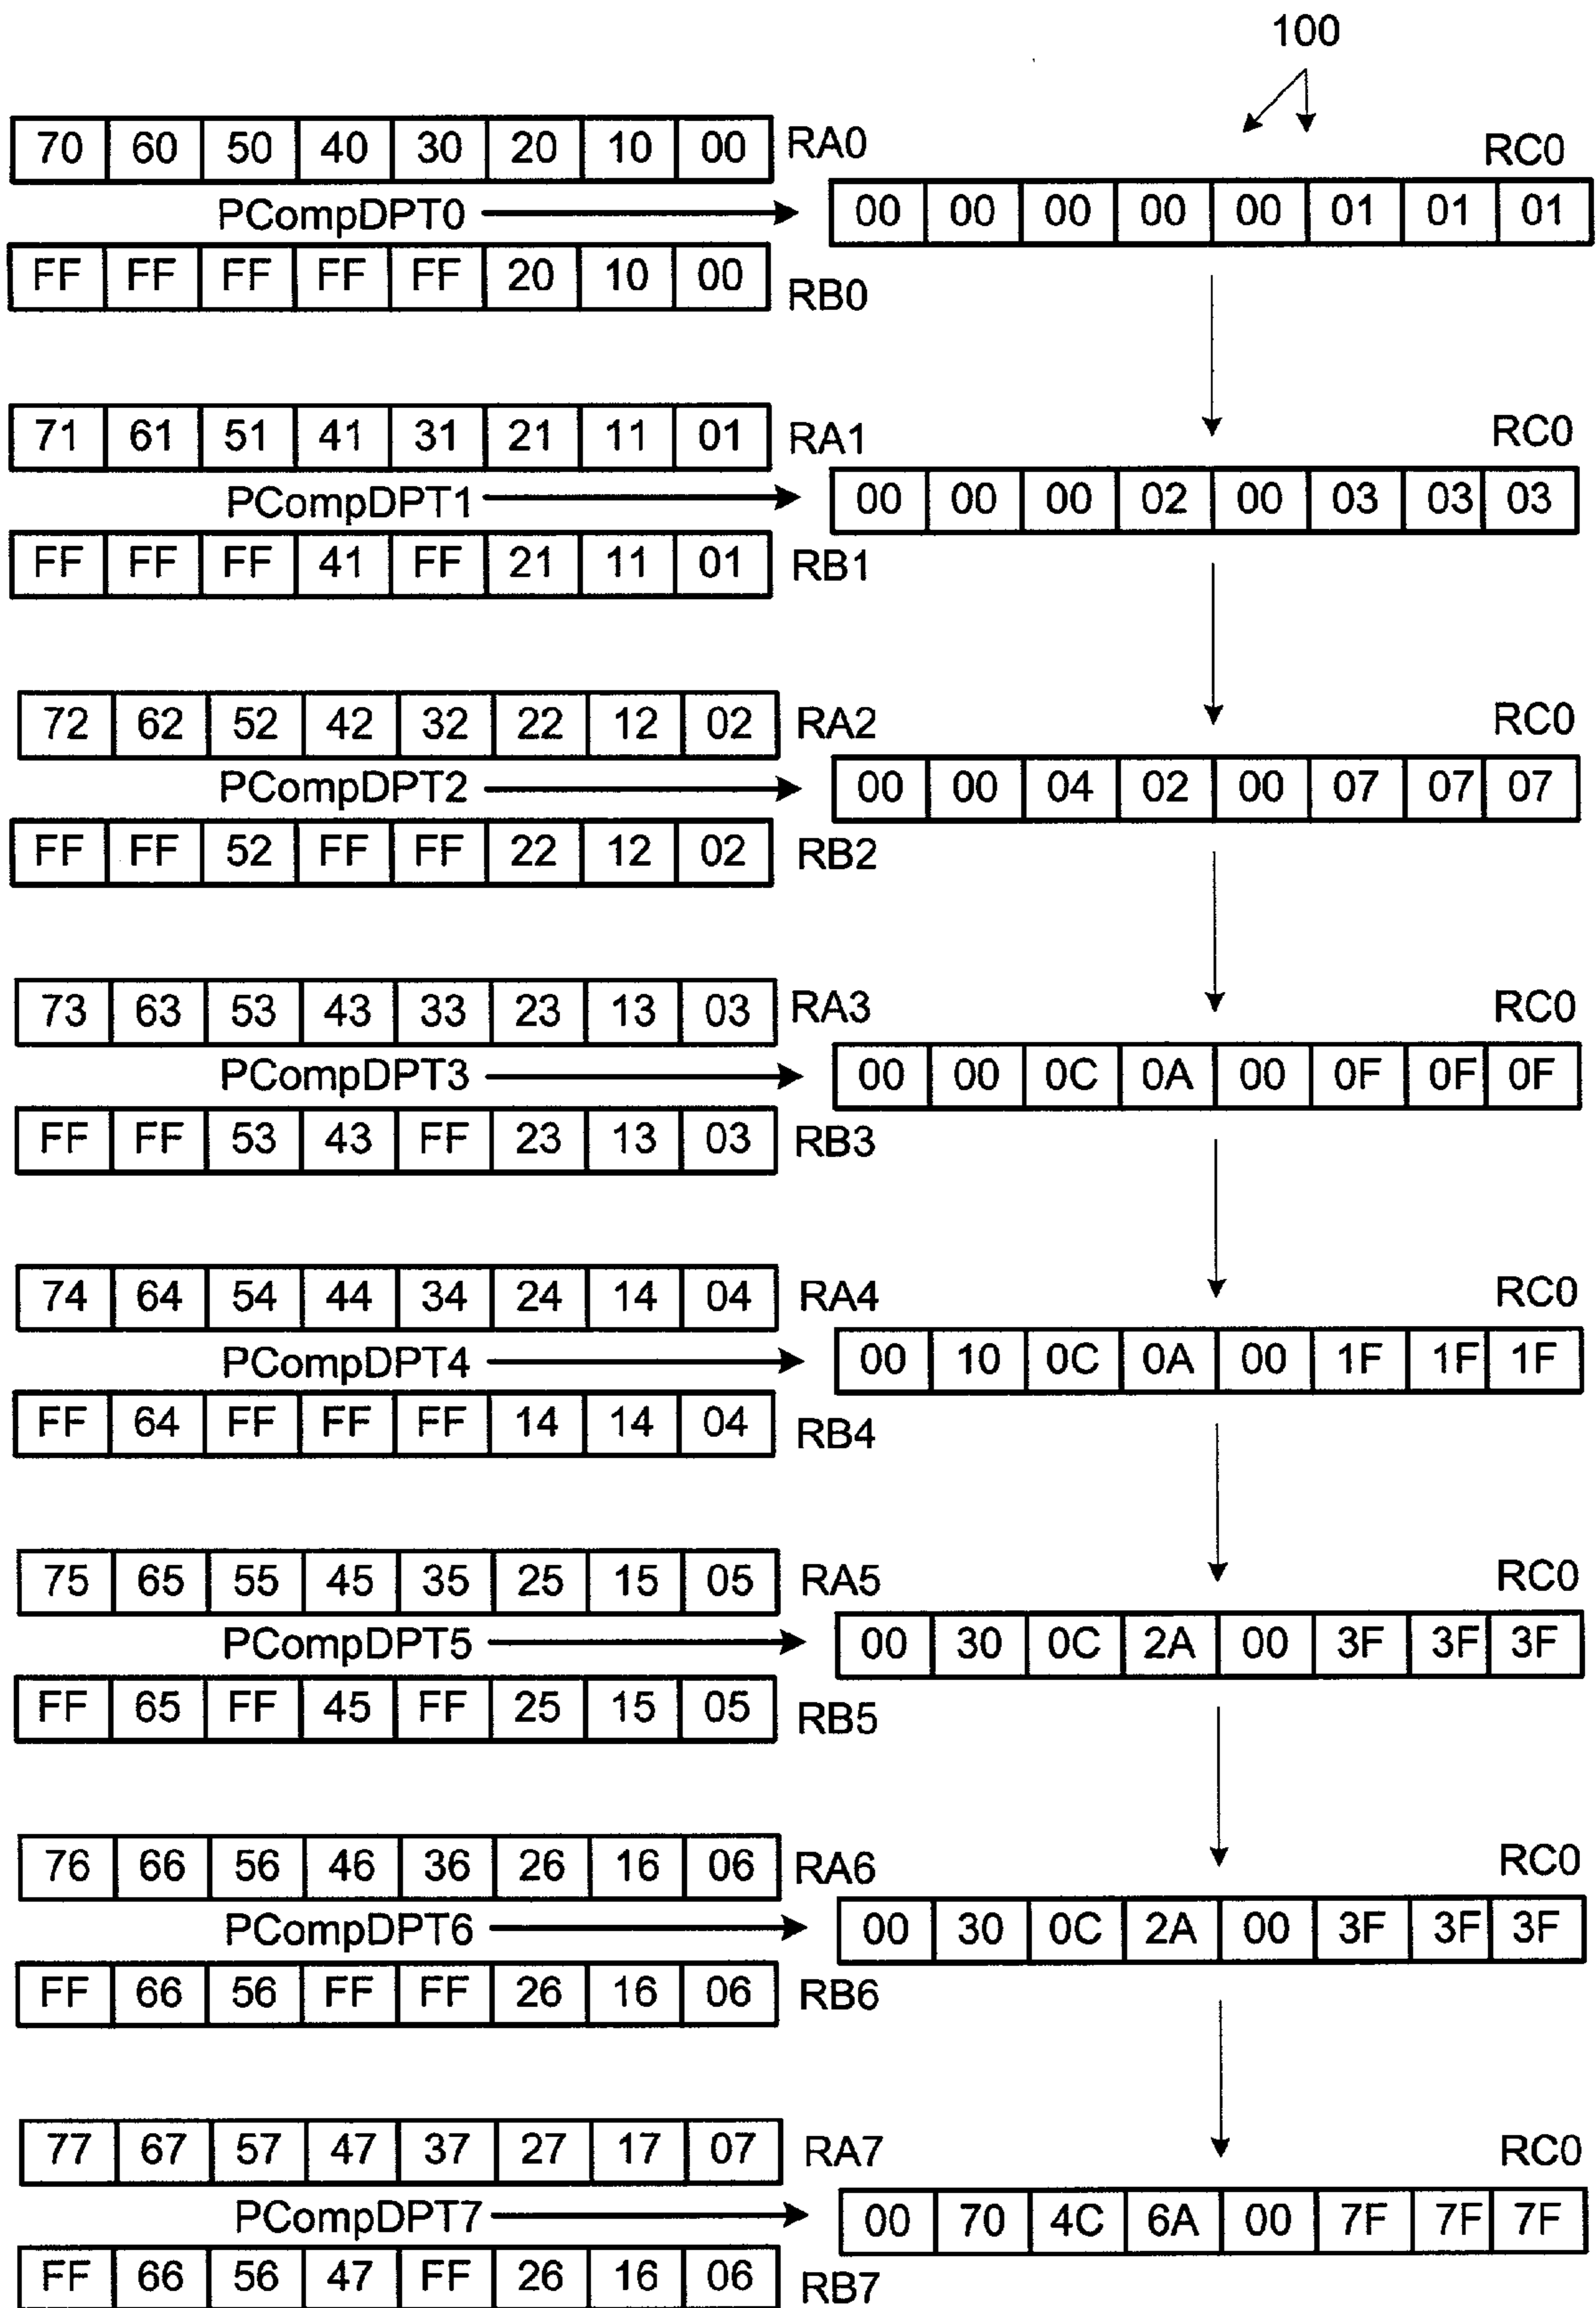 100
70 60 50 40 30 20 10 00 RA0
RC0
PCompDPT0
00 00 00 00 00 01 01 01
FF FF FF FF FF 20 10 00 RB0
71 61 51 41 31 21 11 01 RA1
RC0
PCompDPT1
00 00 00 02 00 03 03 03
FF FF FF 41 FF 21 11 01 RB1
72 62 52 42 32 22 12 02 RA2
RC0
PCompDPT2
00 00 04 02 00 07 07 07
FF FF 52 FF FF 22 12 02 RB2
73 63 53 43 33 23 13 03 RA3
RC0
PCompDPT3
00 00 0C 0A 00 0F 0F 0F
FF FF 53 43 FF 23 13 03 RB3
74 64 54 44 34 24 14 04 RA4
RC0
PCompDPT4
00 10 0C 0A 00 1F 1F 1F
FF 64 FF FF FF 14 14 04 RB4
75 65 55 45 35 25 15 05 RA5
RC0
PCompDPT5
00 30 0C 2A 00 3F 3F 3F
FF 65 FF 45 FF 25 15 05 RB5
76 66 56 46 36 26 16 06 RA6
RC0
PCompDPT6
00 30 0C 2A 00 3F 3F 3F
FF 66 56 FF FF 26 16 06 RB6
77 67 57 47 37 27 17 07 RA7
RC0
PCompDPT7
00 70 4C 6A 00 7F 7F 7F
FF 66 56 47 FF 26 16 06 RB7